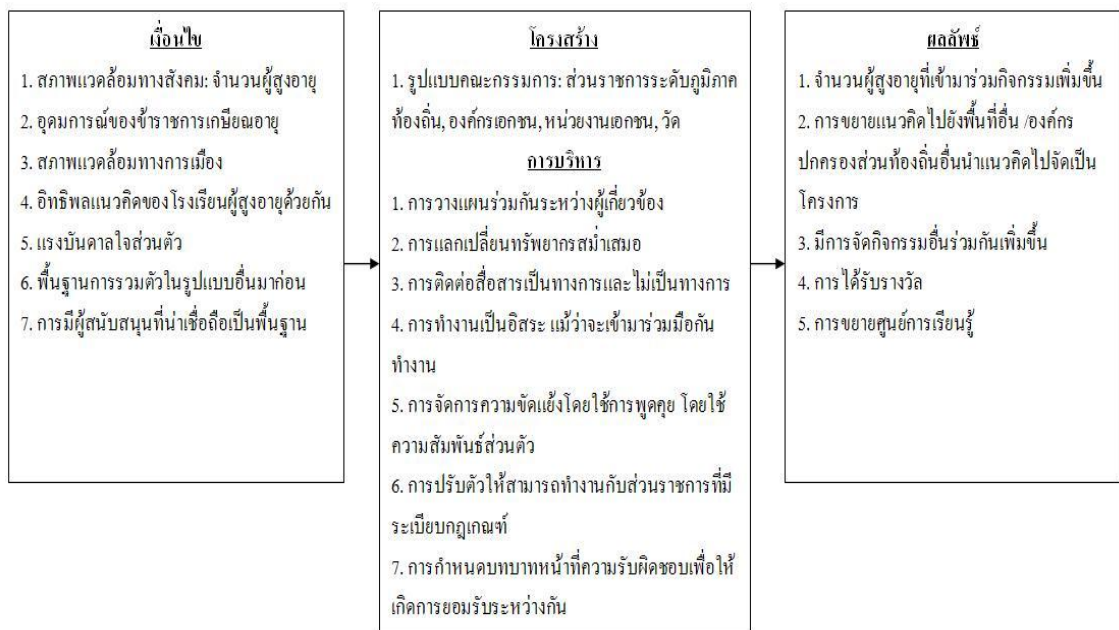 เงื่อนไข
1. สภาพแวดล้อมทางสังคม: จำนวนผู้สูงอายุ
2. อุดมการณ์ของข้าราชการเกษียณอายุ
3. สภาพแวดล้อมทางการเมือง
4. อิทธิพลแนวคิดของโรงเรียนผู้สูงอายุด้วยกัน
5. แรงบันดาลใจส่วนตัว
6. พื้นฐานการรวมตัวในรูปแบบอื่นมาก่อน
7. การมีผู้สนับสนุนที่น่าเชื่อถือเป็นพื้นฐาน
โครงสร้าง
1. รูปแบบคณะกรรมการ: ส่วนราชการระดับภูมิภาค
ท้องถิ่น, องค์กรเอกชน, หน่วยงานเอกชน, วัด
การบริหาร
1. การวางแผนร่วมกันระหว่างผู้เกี่ยวข้อง
2. การแลกเปลี่ยนทรัพยากรสม่ำเสมอ
3. การติดต่อสื่อสารเป็นทางการและไม่เป็นทางการ
4. การทำงานเป็นอิสระ แม้ว่าจะเข้ามาร่วมมือกัน
ทำงาน
5. การจัดการความขัดแย้งโดยใช้การพูดคุย โดยใช้
ความสัมพันธ์ส่วนตัว
6. การปรับตัวให้สามารถทำงานกับส่วนราชการที่มี
ระเบียบกฎเกณฑ์
7. การกำหนดบทบาทหน้าที่ความรับผิดชอบเพื่อให้
เกิดการยอมรับระหว่างกัน
ผลลัพธ์
1. จำนวนผู้สูงอายุที่เข้ามาร่วมกิจกรรมเพิ่มขึ้น
2. การขยายแนวคิดไปยังพื้นที่อื่น /องค์กร
ปกครองส่วนท้องถิ่นอื่นนำแนวคิดไปจัดเป็น
โครงการ
3. มีการจัดกิจกรรมอื่นร่วมกันเพิ่มขึ้น
4. การได้รับรางวัล
5. การขยายศูนย์การเรียนรู้